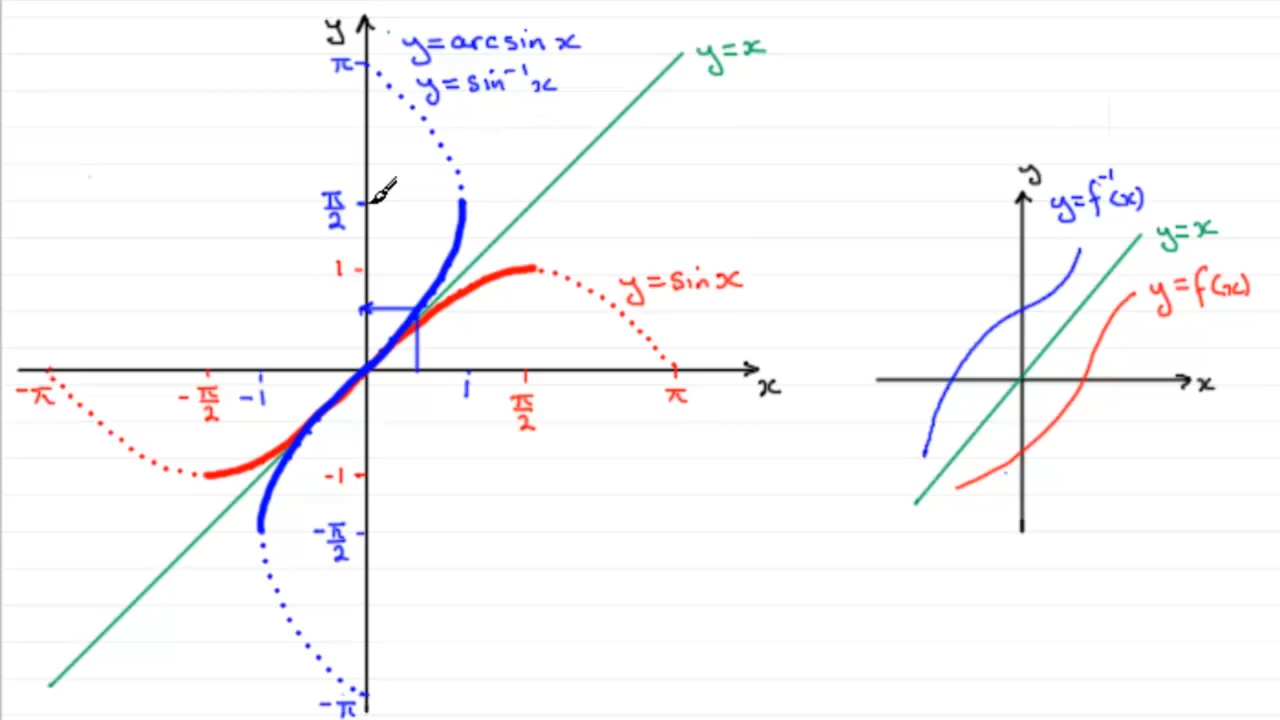 y
y=arcsin x
y=x
π
y=sin⁻¹x
π/2
1
y=sin x
-π
-π/2
-1
1
π/2
π
x
-1
-π/2
-π
y
y=f⁻¹(x)
y=x
y=f(x)
x